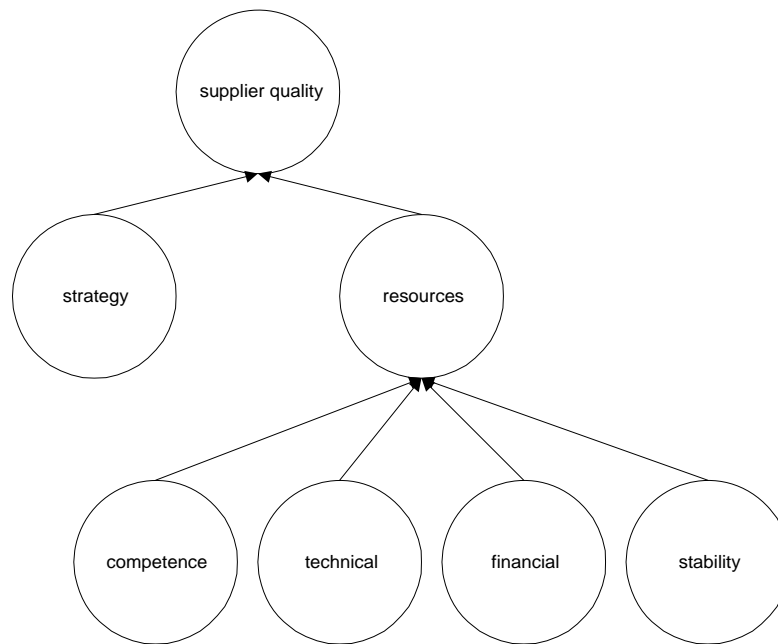 supplier quality
strategy
resources
competence
technical
financial
stability